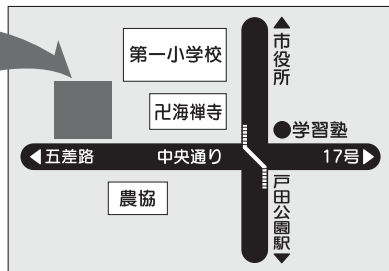 ▲市役所
第一小学校
卍海禅寺
●学習塾
◀五差路
中央通り
17号▶
農協
戸田公園駅▼